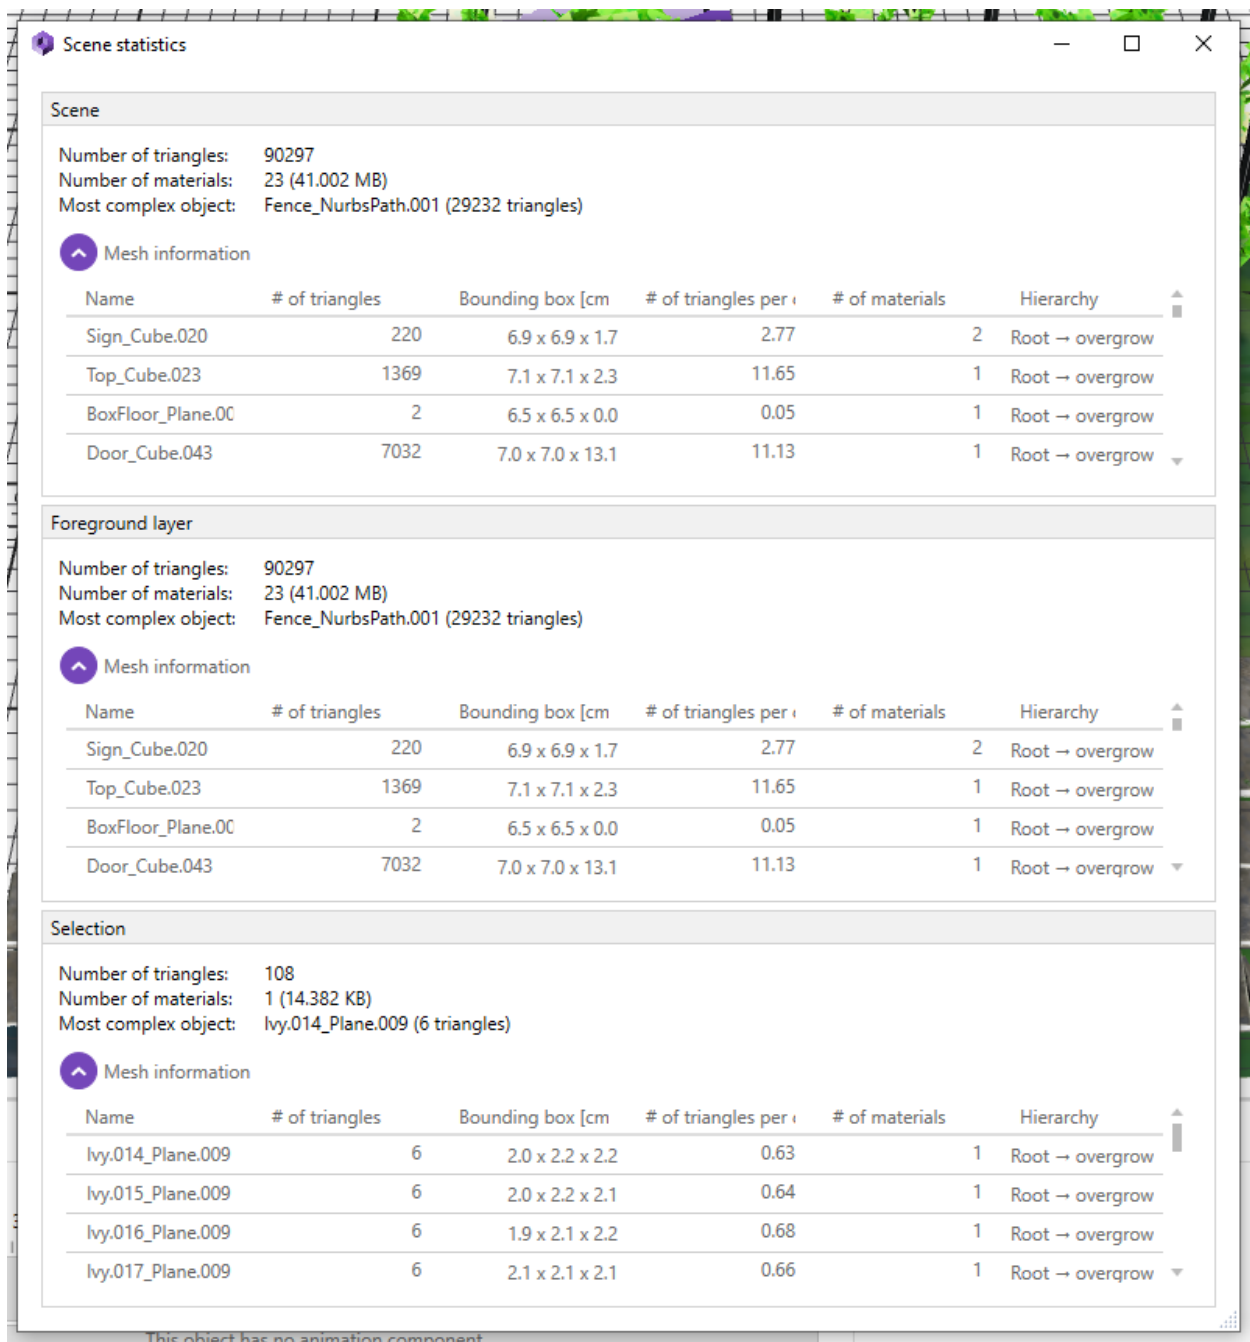 Scene statistics
Scene
Number of triangles: 90297
Number of materials: 23 (41.002 MB)
Most complex object: Fence_NurbsPath.001 (29232 triangles)
Mesh information
Name # of triangles Bounding box [cm # of triangles per # of materials Hierarchy
Sign_Cube.020 220 6.9 x 6.9 x 1.7 2.77 2 Root → overgrow
Top_Cube.023 1369 7.1 x 7.1 x 2.3 11.65 1 Root → overgrow
BoxFloor_Plane.00 2 6.5 x 6.5 x 0.0 0.05 1 Root → overgrow
Door_Cube.043 7032 7.0 x 7.0 x 13.1 11.13 1 Root → overgrow
Foreground layer
Number of triangles: 90297
Number of materials: 23 (41.002 MB)
Most complex object: Fence_NurbsPath.001 (29232 triangles)
Mesh information
Name # of triangles Bounding box [cm # of triangles per # of materials Hierarchy
Sign_Cube.020 220 6.9 x 6.9 x 1.7 2.77 2 Root → overgrow
Top_Cube.023 1369 7.1 x 7.1 x 2.3 11.65 1 Root → overgrow
BoxFloor_Plane.00 2 6.5 x 6.5 x 0.0 0.05 1 Root → overgrow
Door_Cube.043 7032 7.0 x 7.0 x 13.1 11.13 1 Root → overgrow
Selection
Number of triangles: 108
Number of materials: 1 (14.382 KB)
Most complex object: Ivy.014_Plane.009 (6 triangles)
Mesh information
Name # of triangles Bounding box [cm # of triangles per # of materials Hierarchy
Ivy.014_Plane.009 6 2.0 x 2.2 x 2.2 0.63 1 Root → overgrow
Ivy.015_Plane.009 6 2.0 x 2.2 x 2.1 0.64 1 Root → overgrow
Ivy.016_Plane.009 6 1.9 x 2.1 x 2.2 0.68 1 Root → overgrow
Ivy.017_Plane.009 6 2.1 x 2.1 x 2.1 0.66 1 Root → overgrow
This object has no animation component